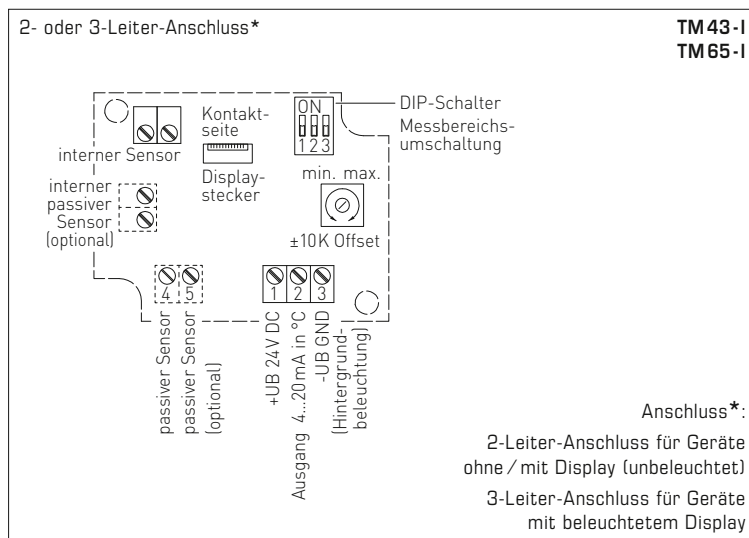 2- oder 3-Leiter-Anschluss*
TM43-I
TM65-I
ON
1 2 3
DIP-Schalter
Messbereichs-
umschaltung
Kontakt-
seite
interner Sensor
Display-
stecker
min. max.
±10K Offset
interner
passiver
Sensor
(optional)
4 5
1 2 3
passiver Sensor
passiver Sensor
(optional)
+UB 24V DC
Ausgang 4...20mA in °C
-UB GND
(Hintergrund-
beleuchtung)
Anschluss*:
2-Leiter-Anschluss für Geräte
ohne / mit Display (unbeleuchtet)
3-Leiter-Anschluss für Geräte
mit beleuchtetem Display